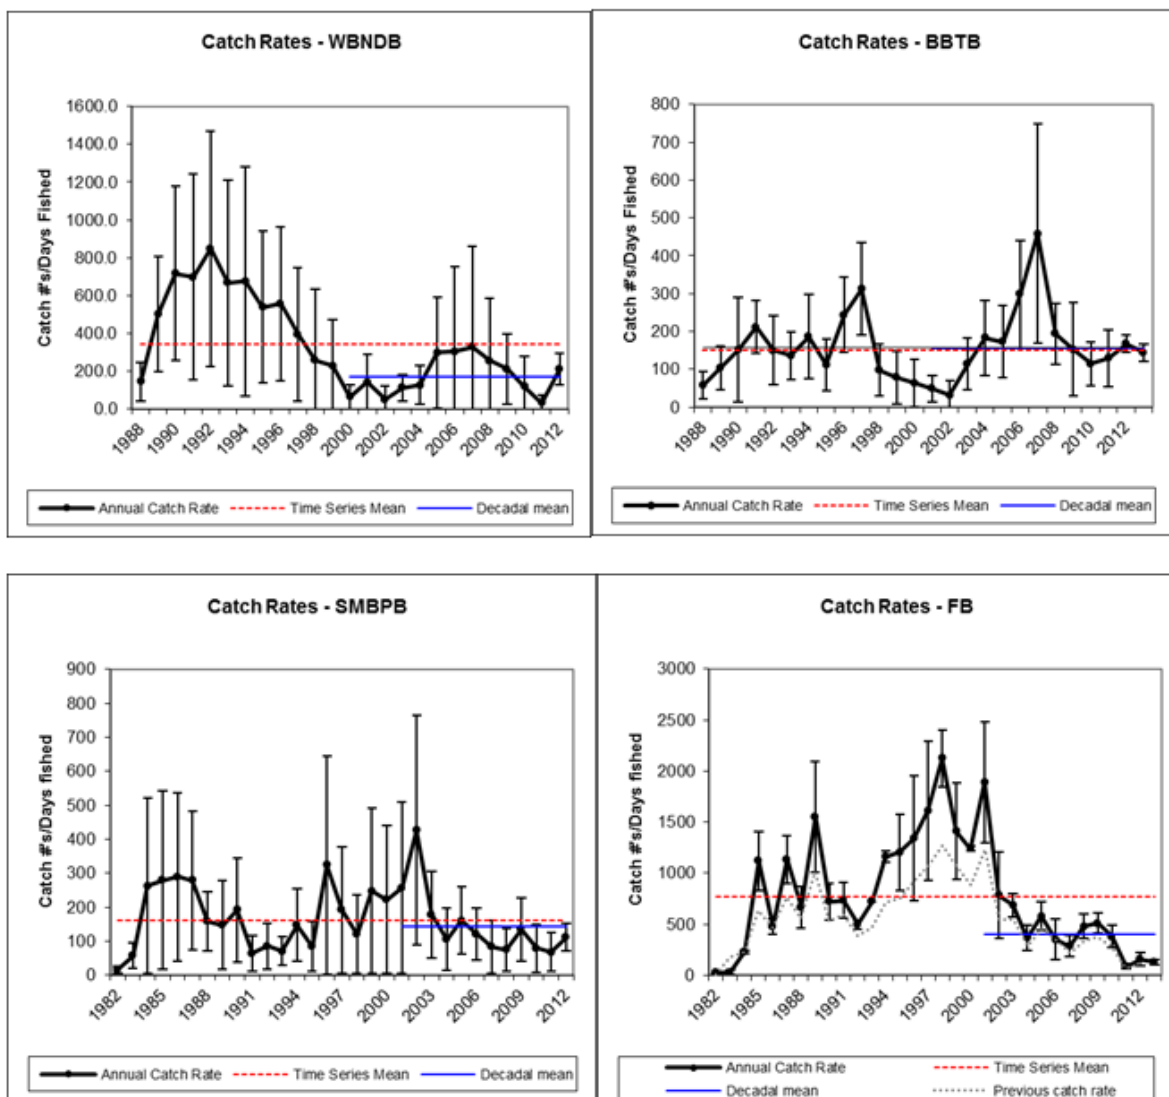 Catch Rates - WBNDB
Catch #'s/Days Fished
1600.0
1400.0
1200.0
1000.0
800.0
600.0
400.0
200.0
0.0
1988 1990 1992 1994 1996 1998 2000 2002 2004 2006 2008 2010 2012
Annual Catch Rate Time Series Mean Decadal mean
Catch Rates - BBTB
Catch #'s/Days Fished
800
700
600
500
400
300
200
100
0
1988 1990 1992 1994 1996 1998 2000 2002 2004 2006 2008 2010 2012
Annual Catch Rate Time Series Mean Decadal mean
Catch Rates - SMBPB
Catch #'s/Days fished
900
800
700
600
500
400
300
200
100
0
1982 1985 1988 1991 1994 1997 2000 2003 2006 2009 2012
Annual Catch Rate Time Series Mean Decadal mean
Catch Rates - FB
Catch #'s/Days fished
3000
2500
2000
1500
1000
500
0
1982 1985 1988 1991 1994 1997 2000 2003 2006 2009 2012
Annual Catch Rate Time Series Mean
Decadal mean Previous catch rate